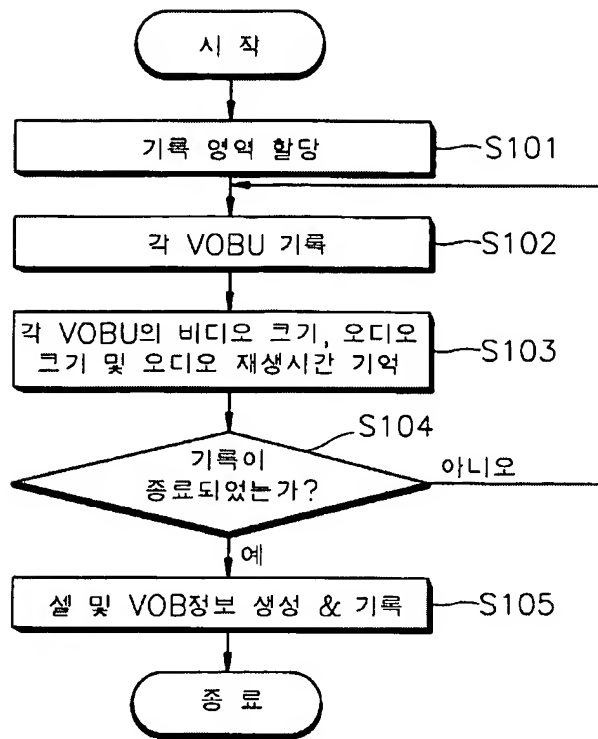 시 작
기록 영역 할당
S101
각 VOBU 기록
S102
각 VOBU의 비디오 크기, 오디오
크기 및 오디오 재생시간 기억
S103
S104
기록이
종료되었는가?
아니오
예
셀 및 VOB정보 생성 & 기록
S105
종 료